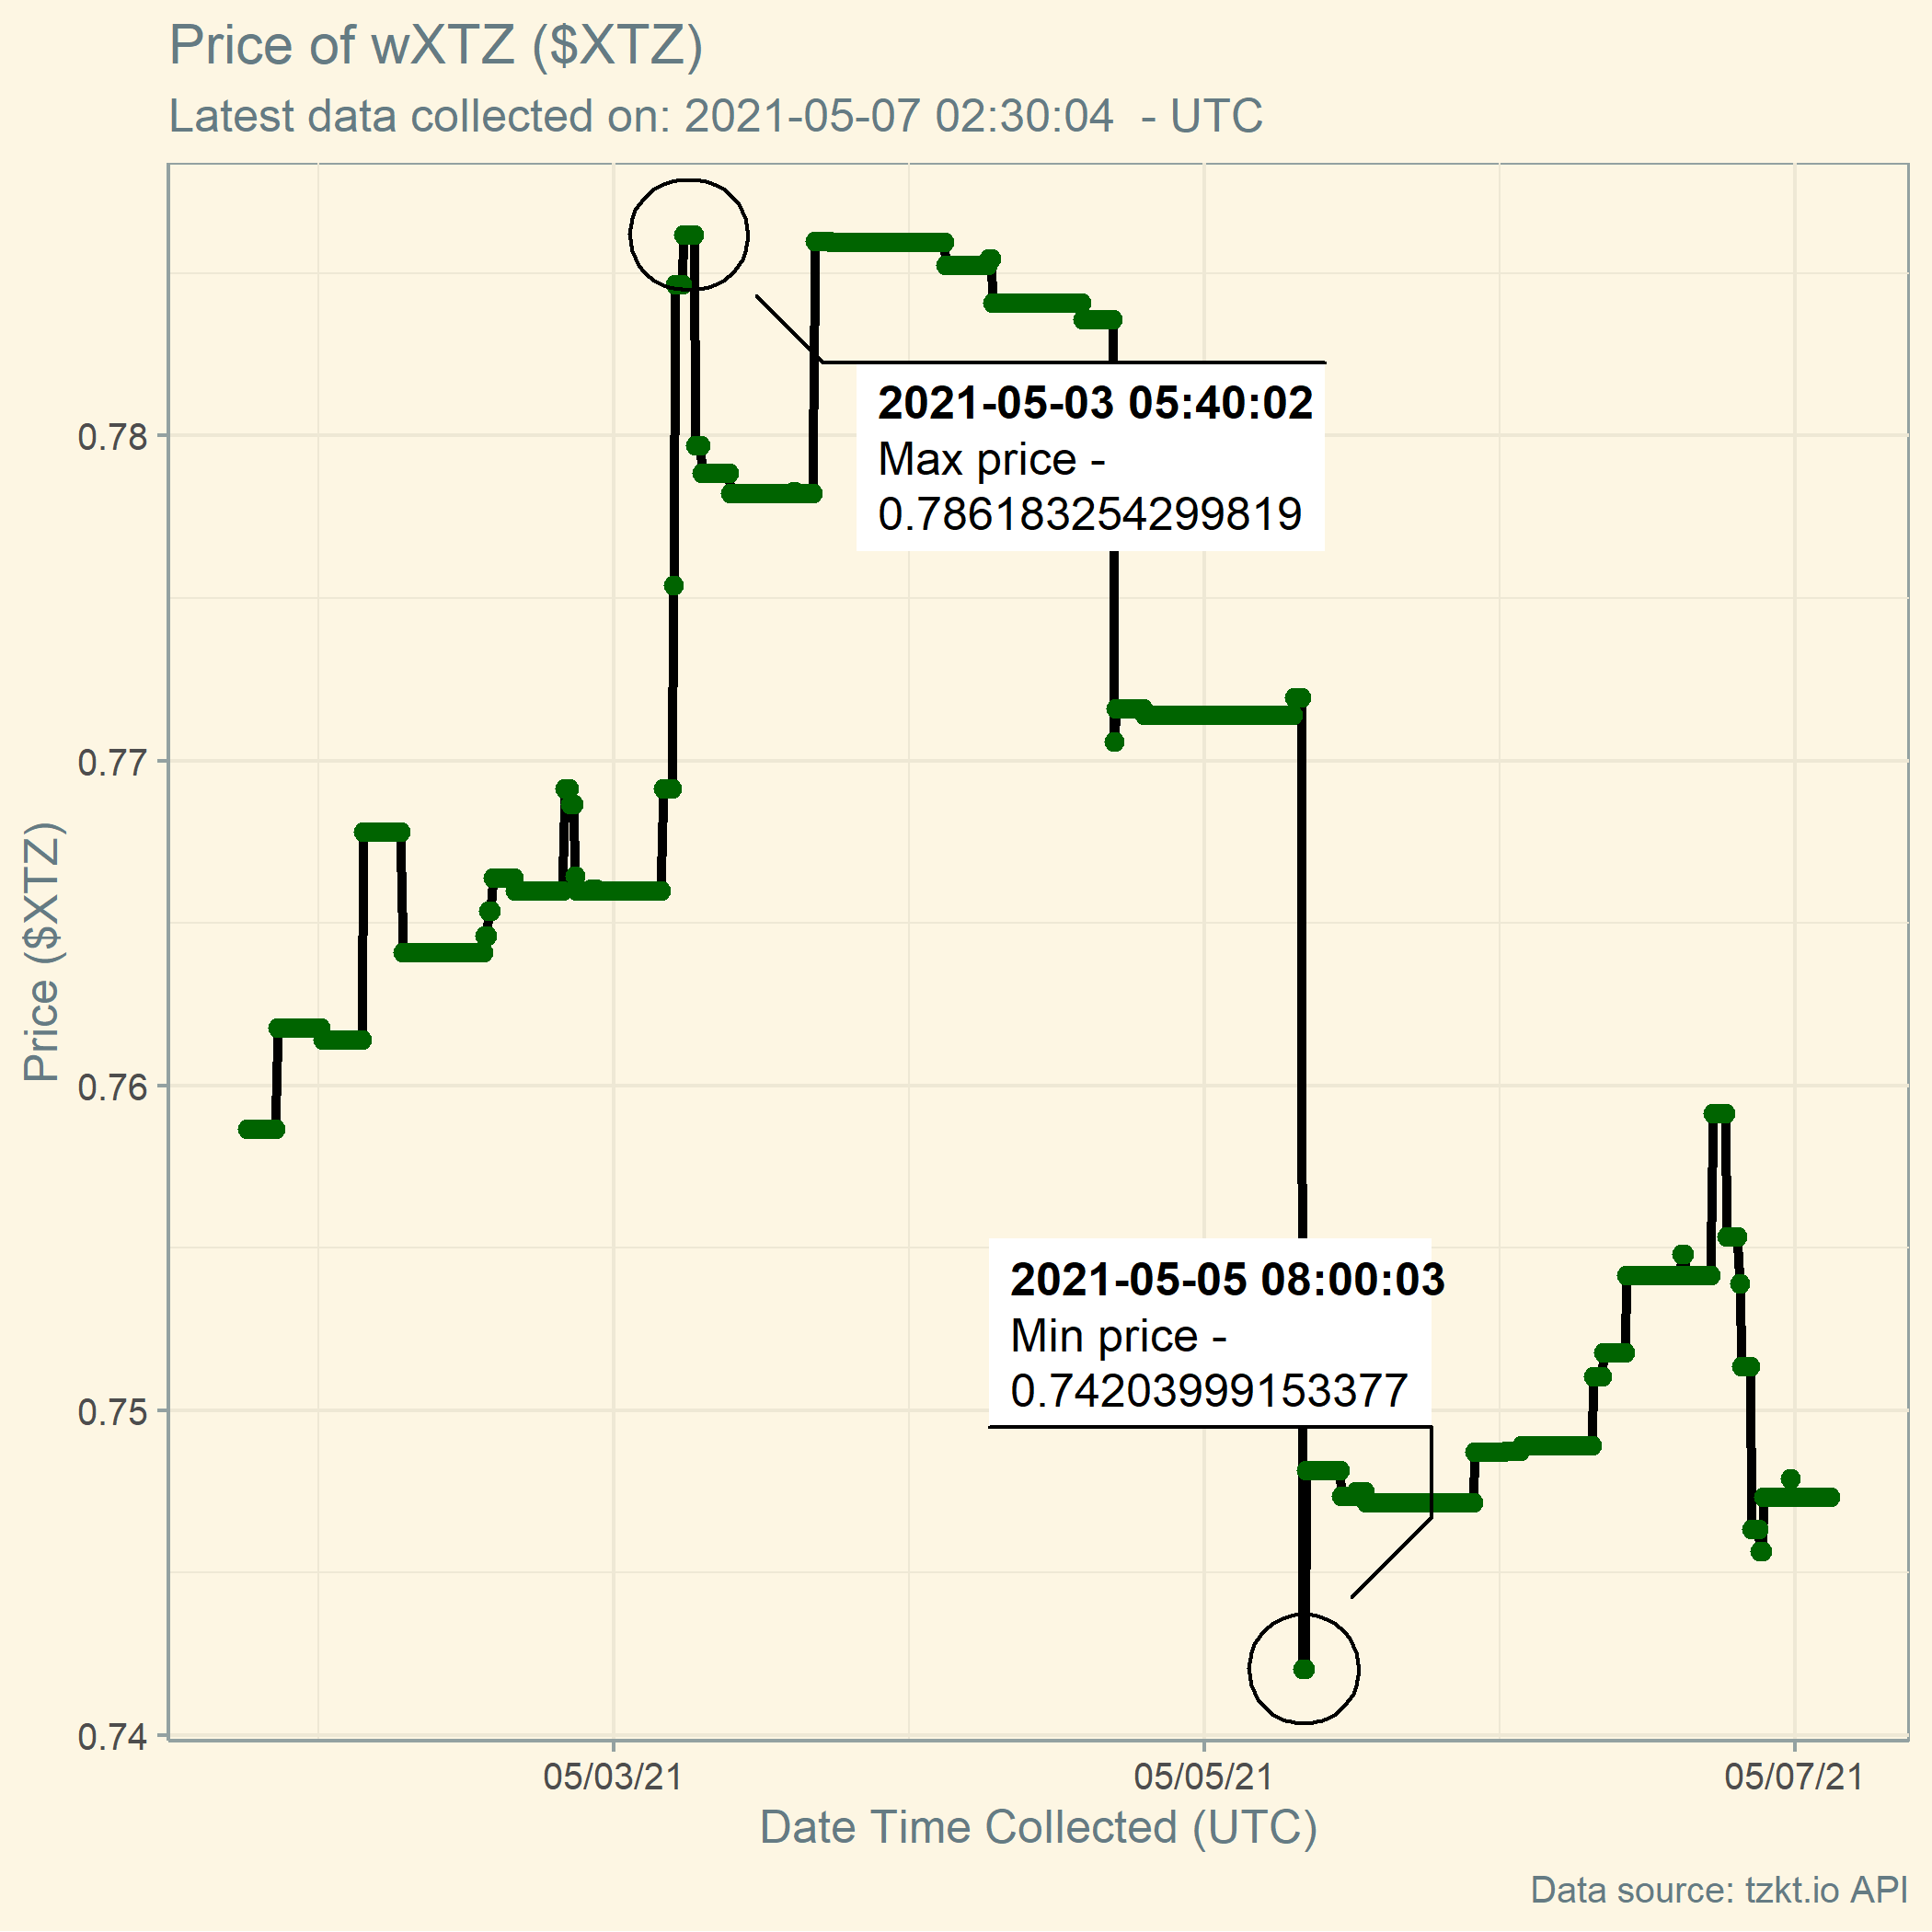 Price of wXTZ ($XTZ)
Latest data collected on: 2021-05-07 02:30:04  - UTC
2021-05-03 05:40:02
Max price -
0.786183254299819
0.78
0.77
Price ($XTZ)
0.76
2021-05-05 08:00:03
Min price -
0.74203999153377
0.75
0.74
05/03/21
05/05/21
05/07/21
Date Time Collected (UTC)
Data source: tzkt.io API